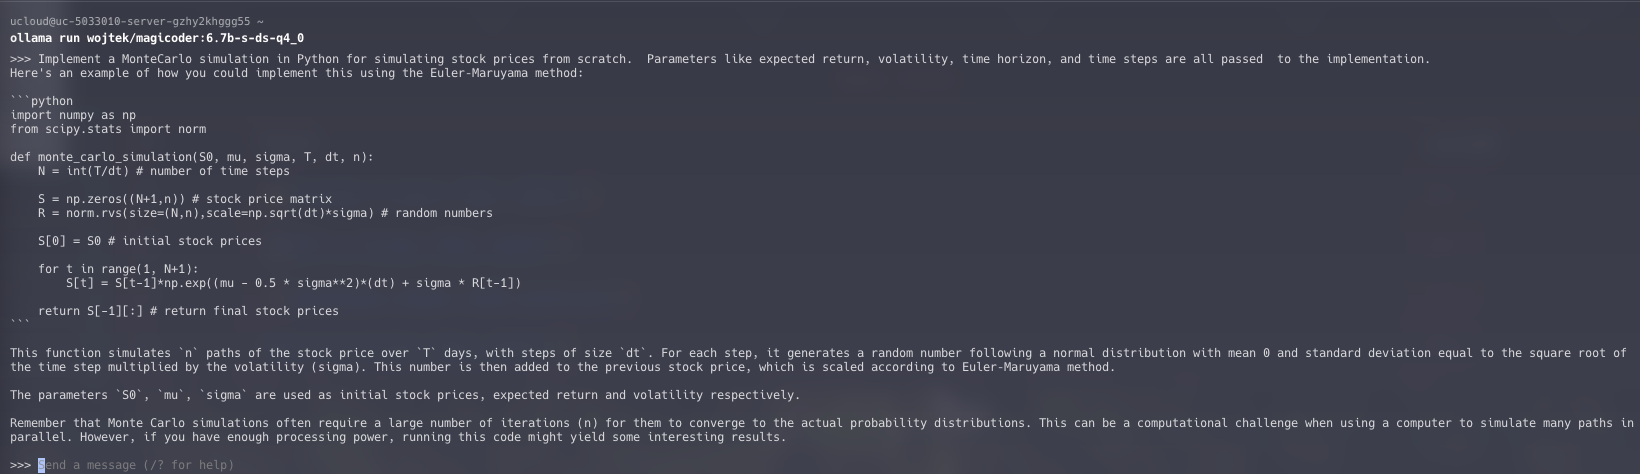 ucloud@uc-5033010-server-gzhy2khggg55 ~
ollama run wojtek/magicoder:6.7b-s-ds-q4_0
>>> Implement a MonteCarlo simulation in Python for simulating stock prices from scratch.  Parameters like expected return, volatility, time horizon, and time steps are all passed  to the implementation.
Here's an example of how you could implement this using the Euler-Maruyama method:

```python
import numpy as np
from scipy.stats import norm

def monte_carlo_simulation(S0, mu, sigma, T, dt, n):
    N = int(T/dt) # number of time steps

    S = np.zeros((N+1,n)) # stock price matrix
    R = norm.rvs(size=(N,n),scale=np.sqrt(dt)*sigma) # random numbers

    S[0] = S0 # initial stock prices

    for t in range(1, N+1):
        S[t] = S[t-1]*np.exp((mu - 0.5 * sigma**2)*(dt) + sigma * R[t-1])

    return S[-1][:] # return final stock prices
```

This function simulates `n` paths of the stock price over `T` days, with steps of size `dt`. For each step, it generates a random number following a normal distribution with mean 0 and standard deviation equal to the square root of
the time step multiplied by the volatility (sigma). This number is then added to the previous stock price, which is scaled according to Euler-Maruyama method.

The parameters `S0`, `mu`, `sigma` are used as initial stock prices, expected return and volatility respectively.

Remember that Monte Carlo simulations often require a large number of iterations (n) for them to converge to the actual probability distributions. This can be a computational challenge when using a computer to simulate many paths in
parallel. However, if you have enough processing power, running this code might yield some interesting results.

>>> Send a message (/? for help)